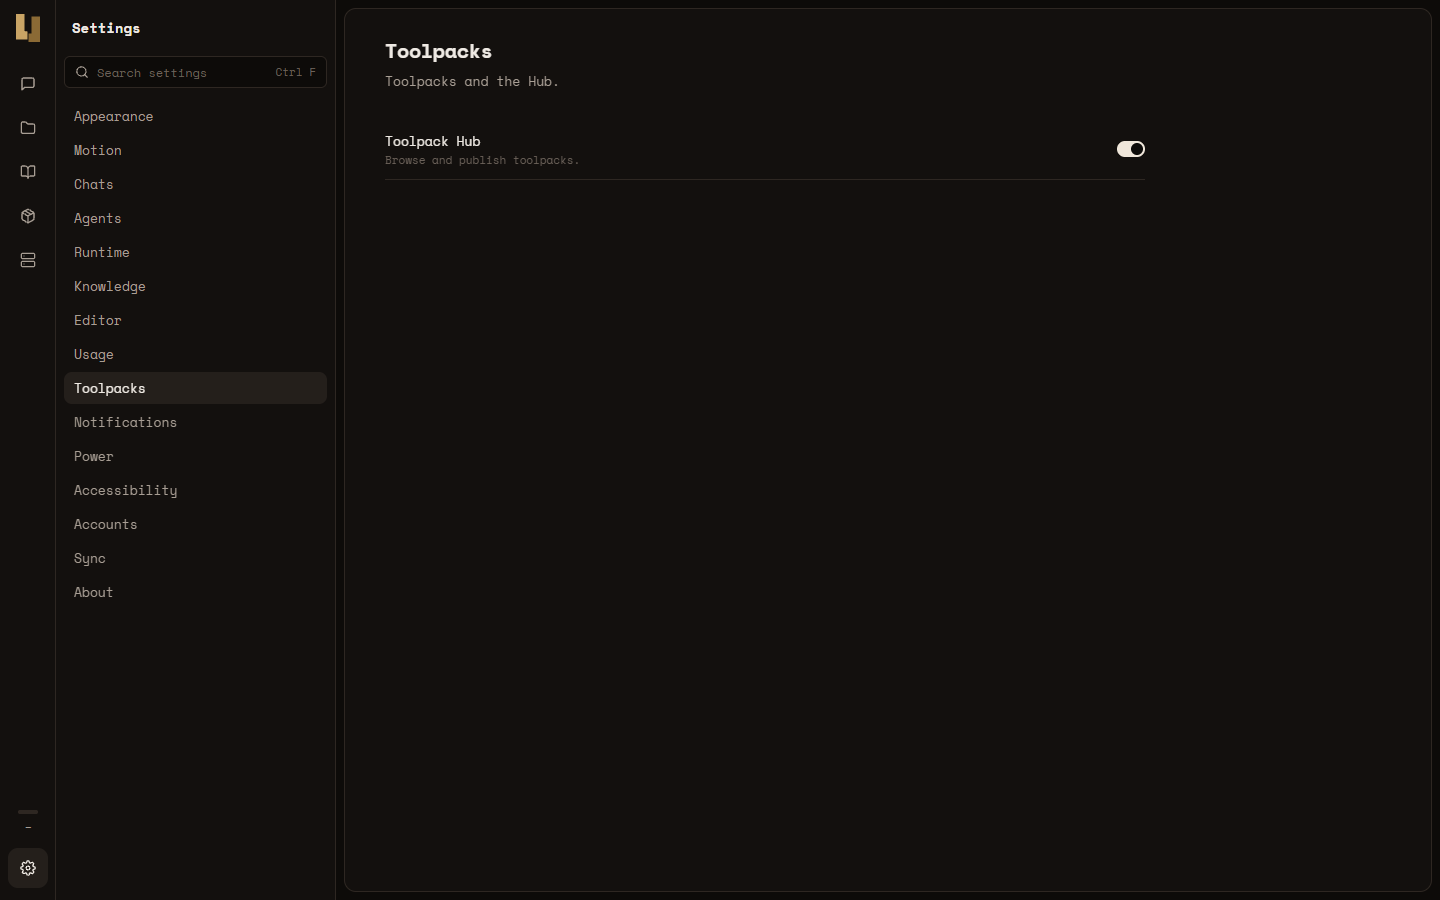 Settings
Search settings Ctrl F
Appearance
Motion
Chats
Agents
Runtime
Knowledge
Editor
Usage
Toolpacks
Notifications
Power
Accessibility
Accounts
Sync
About
–
Toolpacks
Toolpacks and the Hub.
Toolpack Hub
Browse and publish toolpacks.